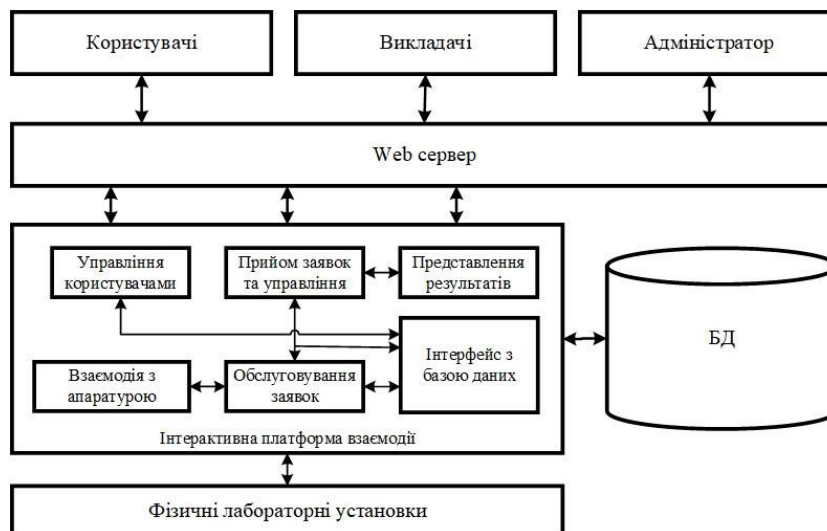 Користувачі
Викладачі
Адміністратор
Web сервер
Управління
користувачами
Прийом заявок
та управління
Представлення
результатів
Інтерфейс з
базою даних
БД
Взаємодія з
апаратурою
Обслуговування
заявок
Інтерактивна платформа взаємодії
Фізичні лабораторні установки